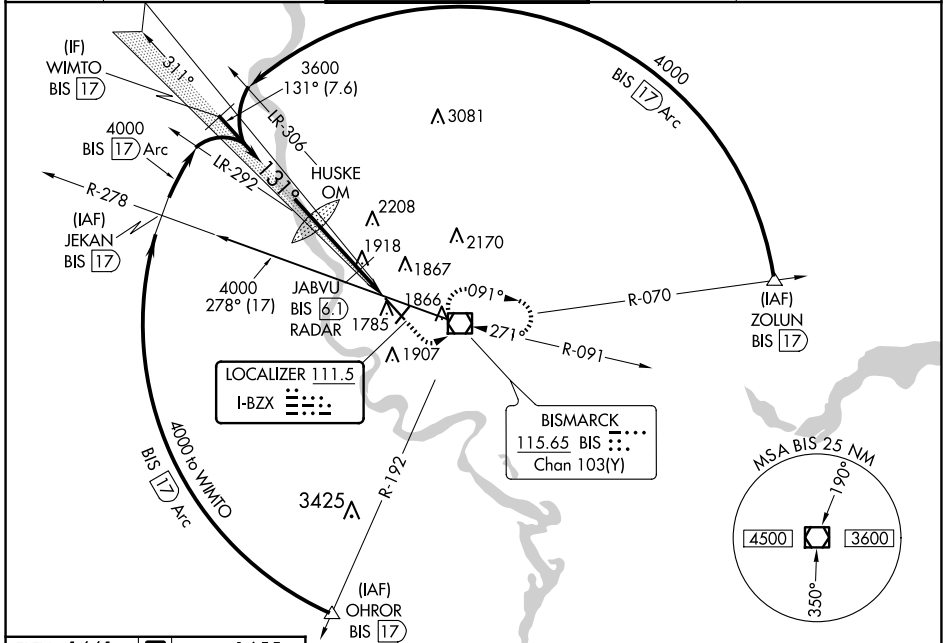 (IF)
WIMTO
BIS 17
311°
3600
131° (7.6)
4000
BIS 17 Arc
3081
4000
BIS 17 Arc
LR-306
LR-292
131°
HUSKE
OM
R-278
2208
(IAF)
JEKAN
BIS 17
1918
2170
1867
4000
278° (17)
JABVU
BIS 6.1
RADAR
1866
1785
091°
271°
R-070
(IAF)
ZOLUN
BIS 17
R-091
1907
LOCALIZER 111.5
I-BZX
BISMARCK
115.65 BIS
Chan 103(Y)
4000 to WIMTO
BIS 17 Arc
R-192
3425
MSA BIS 25 NM
190°
4500
3600
350°
(IAF)
OHROR
BIS 17